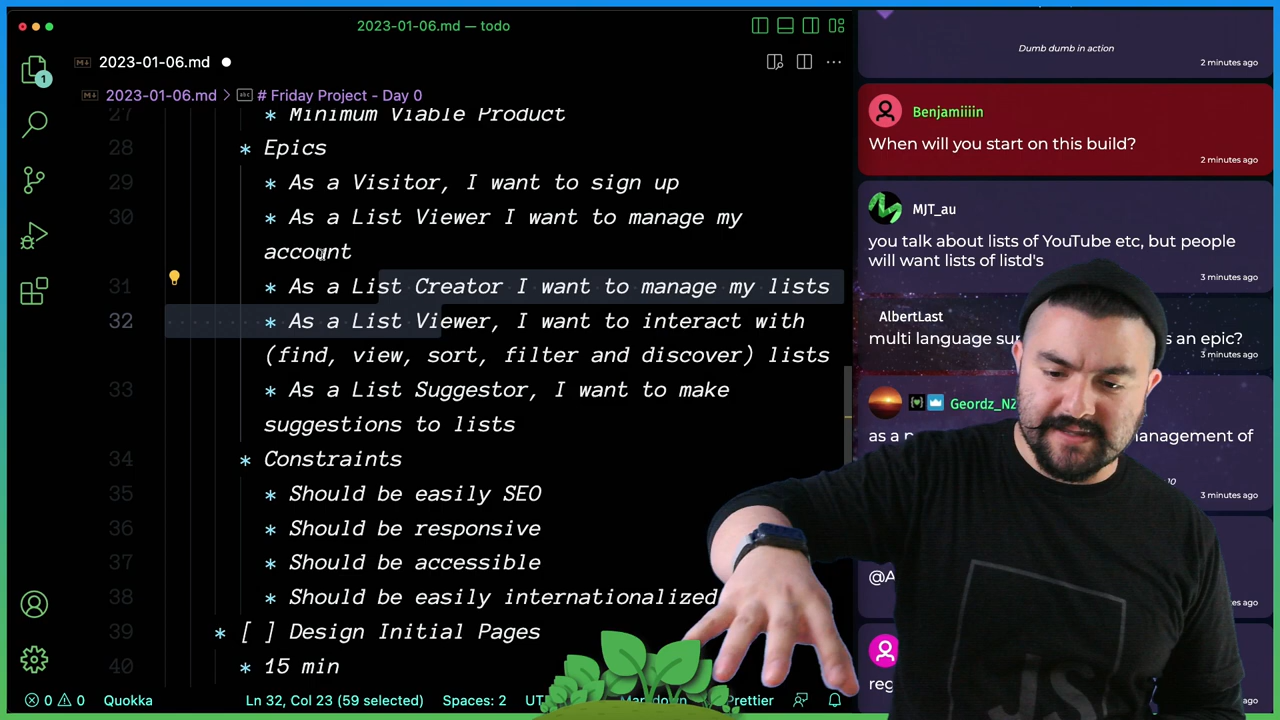 2023-01-06.md — todo
2023-01-06.md
2023-01-06.md > # Friday Project - Day 0
27 * Minimum Viable Product
28 * Epics
29 * As a Visitor, I want to sign up
30 * As a List Viewer I want to manage my
account
31 * As a List Creator I want to manage my lists
32 * As a List Viewer, I want to interact with
(find, view, sort, filter and discover) lists
33 * As a List Suggestor, I want to make
suggestions to lists
34 * Constraints
35 * Should be easily SEO
36 * Should be responsive
37 * Should be accessible
38 * Should be easily internationalized
39 * [ ] Design Initial Pages
40 * 15 min
1
0 0 Quokka
Ln 32, Col 23 (59 selected)
Spaces: 2
Prettier
Dumb dumb in action
2 minutes ago
Benjamiiiin
When will you start on this build?
2 minutes ago
MJT_au
you talk about lists of YouTube etc, but people
will want lists of listd's
3 minutes ago
AlbertLast
multi language an epic?
3 minutes ago
Geordz_NZ
as a
anagement of
3 minutes ago
JS